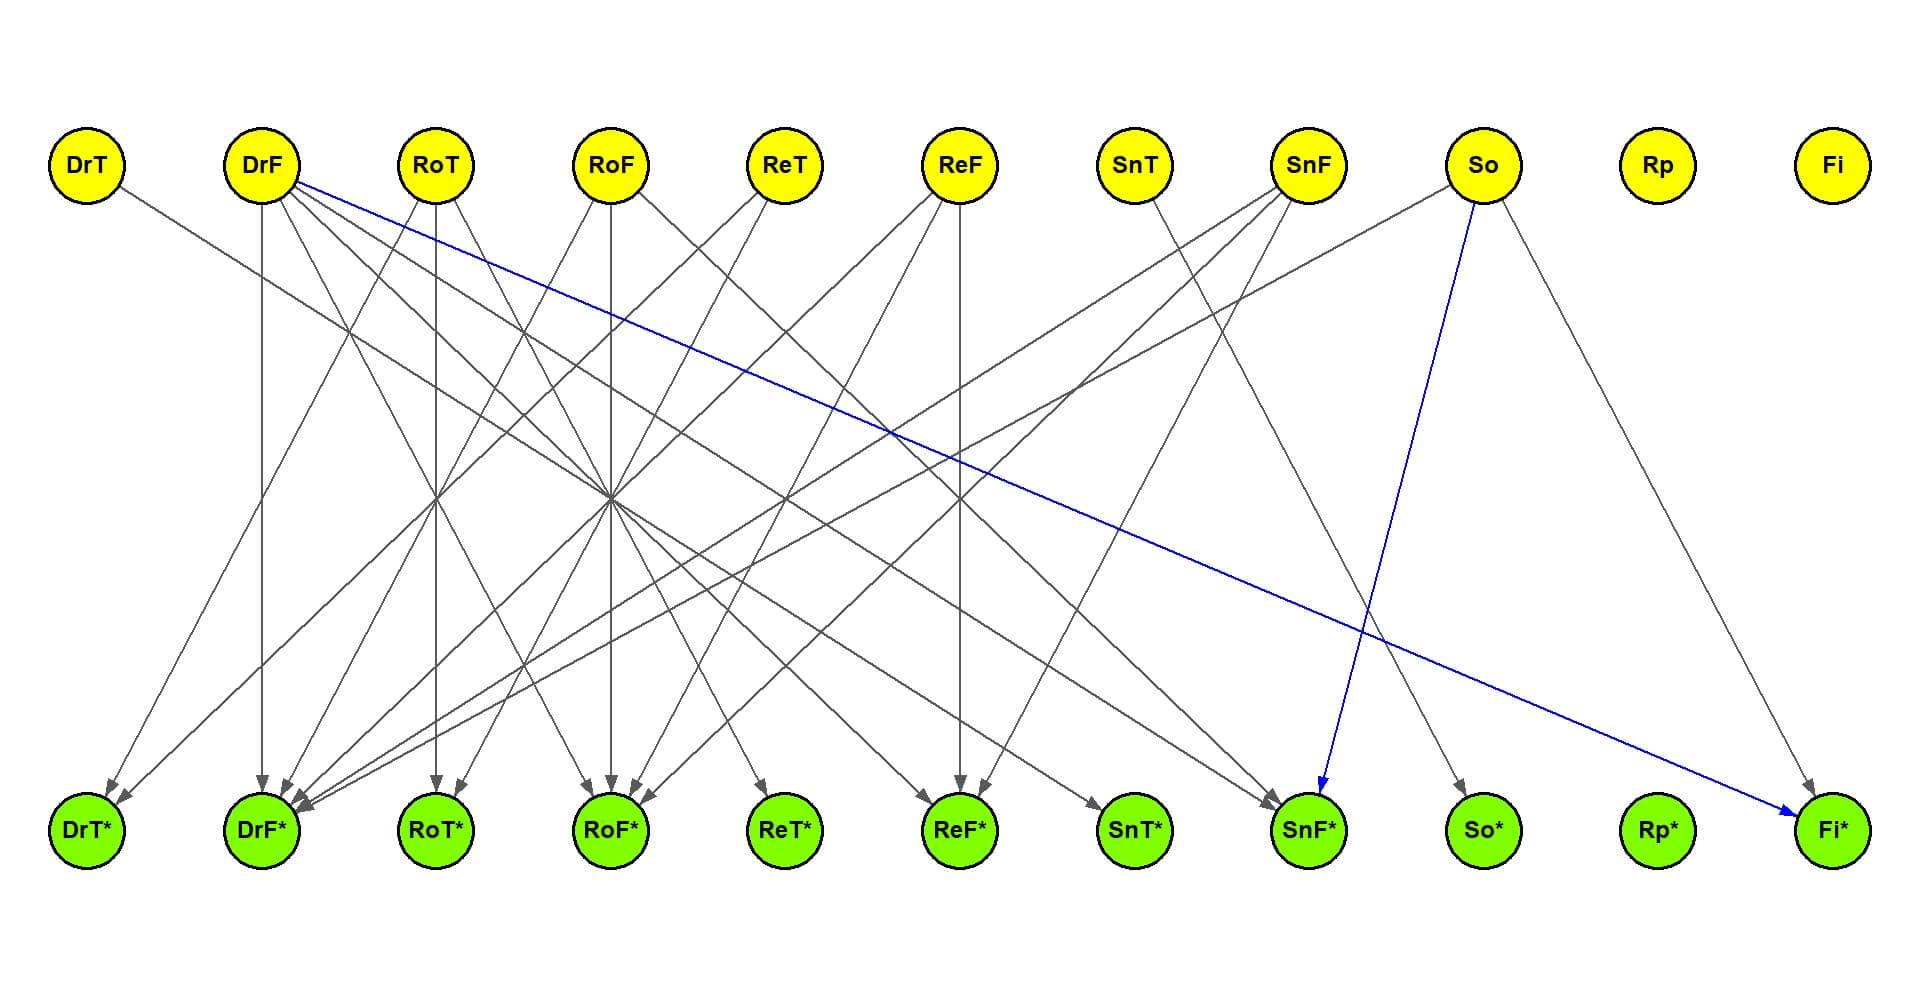 DrT DrF RoT RoF ReT ReF SnT SnF So Rp Fi
DrT* DrF* RoT* RoF* ReT* ReF* SnT* SnF* So* Rp* Fi*